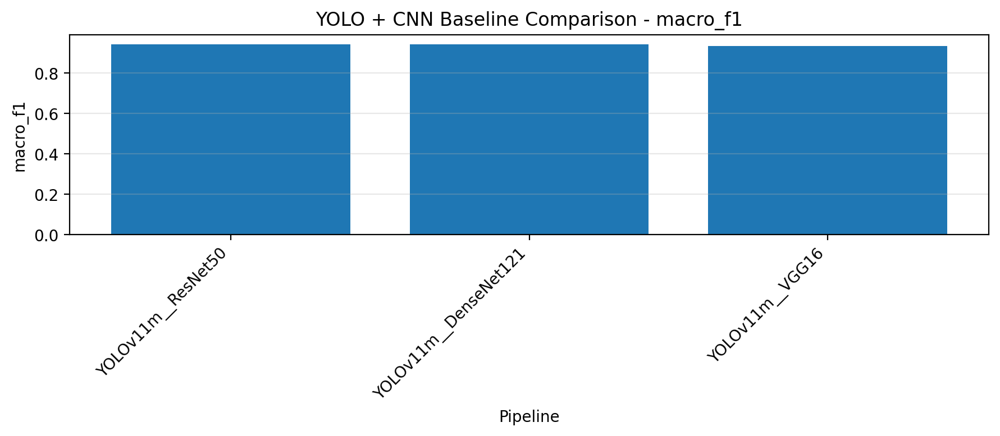 YOLO + CNN Baseline Comparison - macro_f1
macro_f1
0.8
0.6
0.4
0.2
0.0
YOLOv11m__ResNet50
YOLOv11m__DenseNet121
YOLOv11m__VGG16
Pipeline